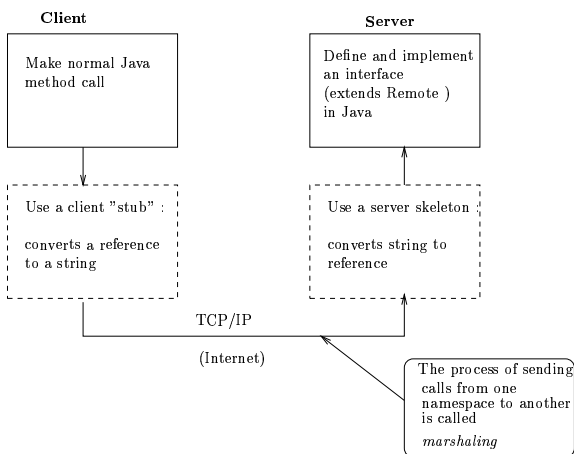 Client
Server
Make normal Java
method call
Define and implement
an interface
(extends Remote )
in Java
Use a client "stub" :
converts a reference
to a string
Use a server skeleton :
converts string to
reference
TCP/IP
(Internet)
The process of sending
calls from one
namespace to another
is called
marshaling